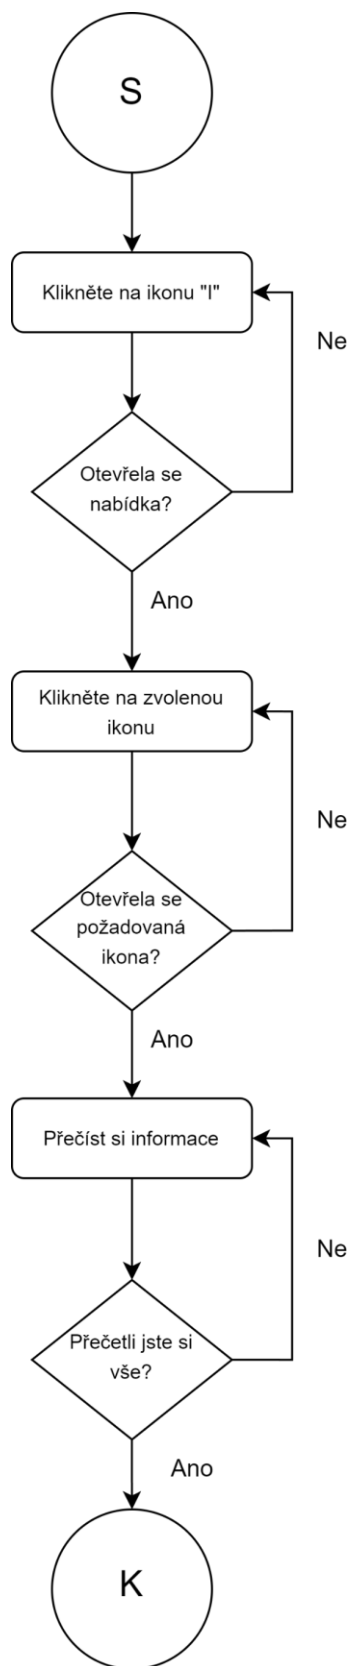 S
Klikněte na ikonu "I"
Ne
Otevřela se
nabídka?
Ano
Klikněte na zvolenou
ikonu
Ne
Otevřela se
požadovaná
ikona?
Ano
Přečíst si informace
Ne
Přečetli jste si
vše?
Ano
K